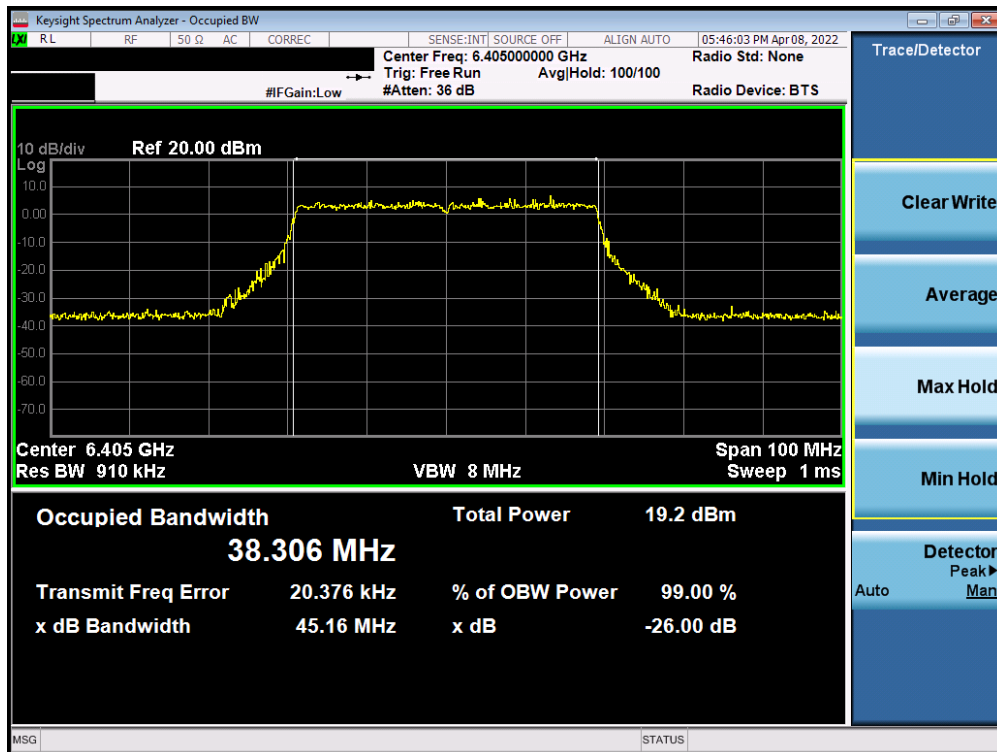 Keysight Spectrum Analyzer - Occupied BW
LXI RL RF 50 Ω AC CORREC SENSE:INT SOURCE OFF ALIGN AUTO 05:46:03 PM Apr 08, 2022
Center Freq: 6.405000000 GHz Radio Std: None
Trig: Free Run Avg|Hold: 100/100
#IFGain:Low #Atten: 36 dB Radio Device: BTS
Trace/Detector
10 dB/div Ref 20.00 dBm
Log
10.0
0.00
-10.0
-20.0
-30.0
-40.0
-50.0
-60.0
-70.0
Center 6.405 GHz Span 100 MHz
Res BW 910 kHz VBW 8 MHz Sweep 1 ms
Occupied Bandwidth Total Power 19.2 dBm
38.306 MHz
Transmit Freq Error 20.376 kHz % of OBW Power 99.00 %
x dB Bandwidth 45.16 MHz x dB -26.00 dB
Clear Write
Average
Max Hold
Min Hold
Detector
Peak▶
Auto Man
MSG STATUS